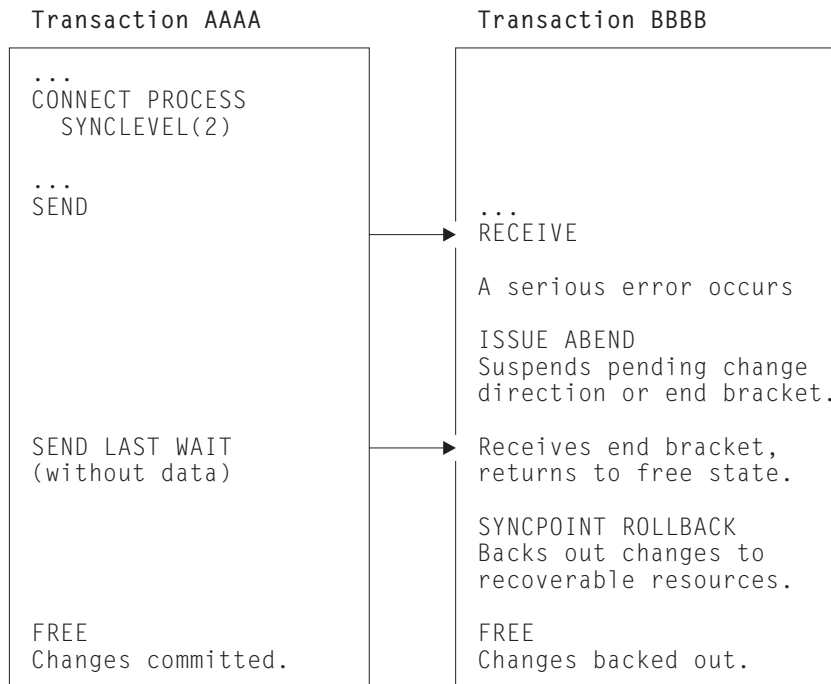 Transaction AAAA
...
CONNECT PROCESS
SYNCLEVEL(2)
...
SEND
SEND LAST WAIT
(without data)
FREE
Changes committed.
Transaction BBBB
...
RECEIVE
A serious error occurs
ISSUE ABEND
Suspends pending change
direction or end bracket.
Receives end bracket,
returns to free state.
SYNCPOINT ROLLBACK
Backs out changes to
recoverable resources.
FREE
Changes backed out.